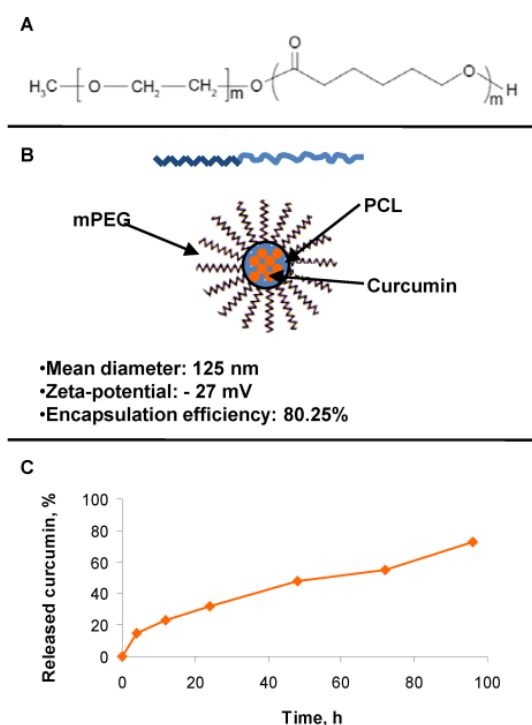 A
H₃C [ O — CH₂ — CH₂ ]m O ( O O )m H
B
mPEG
PCL
Curcumin
•Mean diameter: 125 nm
•Zeta-potential: - 27 mV
•Encapsulation efficiency: 80.25%
C
Released curcumin, %
100
80
60
40
20
0
0 20 40 60 80 100
Time, h